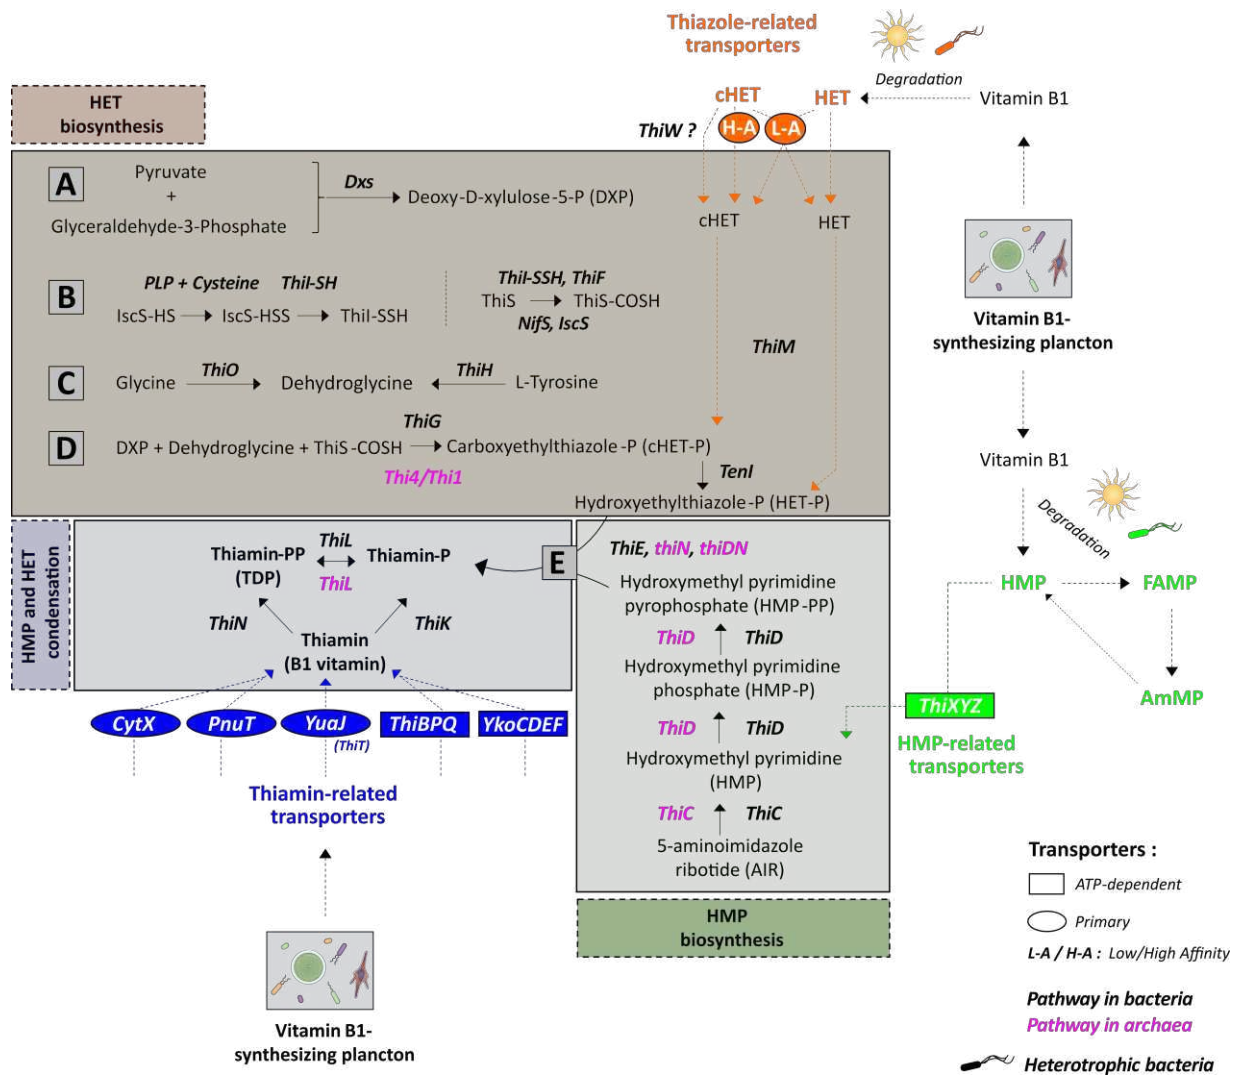 Thiazole-related
transporters
Degradation
cHET
HET
Vitamin B1
ThiW ?
H-A
L-A
HET
biosynthesis
A
Pyruvate
+
Glyceraldehyde-3-Phosphate
Dxs
Deoxy-D-xylulose-5-P (DXP)
cHET
HET
B
PLP + Cysteine
ThiI-SH
IscS-HS
IscS-HSS
ThiI-SSH
ThiI-SSH, ThiF
ThiS
ThiS-COSH
NifS, IscS
ThiM
C
Glycine
ThiO
Dehydroglycine
ThiH
L-Tyrosine
D
DXP + Dehydroglycine + ThiS-COSH
ThiG
Thi4/Thi1
Carboxyethylthiazole-P (cHET-P)
TenI
Hydroxyethylthiazole-P (HET-P)
Vitamin B1-
synthesizing plancton
Vitamin B1
Degradation
HMP
FAMP
AmMP
ThiXYZ
HMP-related
transporters
HMP and HET
condensation
Thiamin-PP
(TDP)
ThiL
ThiL
Thiamin-P
E
ThiN
ThiK
Thiamin
(B1 vitamin)
ThiE, thiN, thiDN
Hydroxymethyl pyrimidine
pyrophosphate (HMP-PP)
ThiD
ThiD
Hydroxymethyl pyrimidine
phosphate (HMP-P)
ThiD
ThiD
Hydroxymethyl pyrimidine
(HMP)
ThiC
ThiC
5-aminoimidazole
ribotide (AIR)
HMP
biosynthesis
CytX
PnuT
YuaJ
(ThiT)
ThiBPQ
YkoCDEF
Thiamin-related
transporters
Vitamin B1-
synthesizing plancton
Transporters :
ATP-dependent
Primary
L-A / H-A : Low/High Affinity
Pathway in bacteria
Pathway in archaea
Heterotrophic bacteria